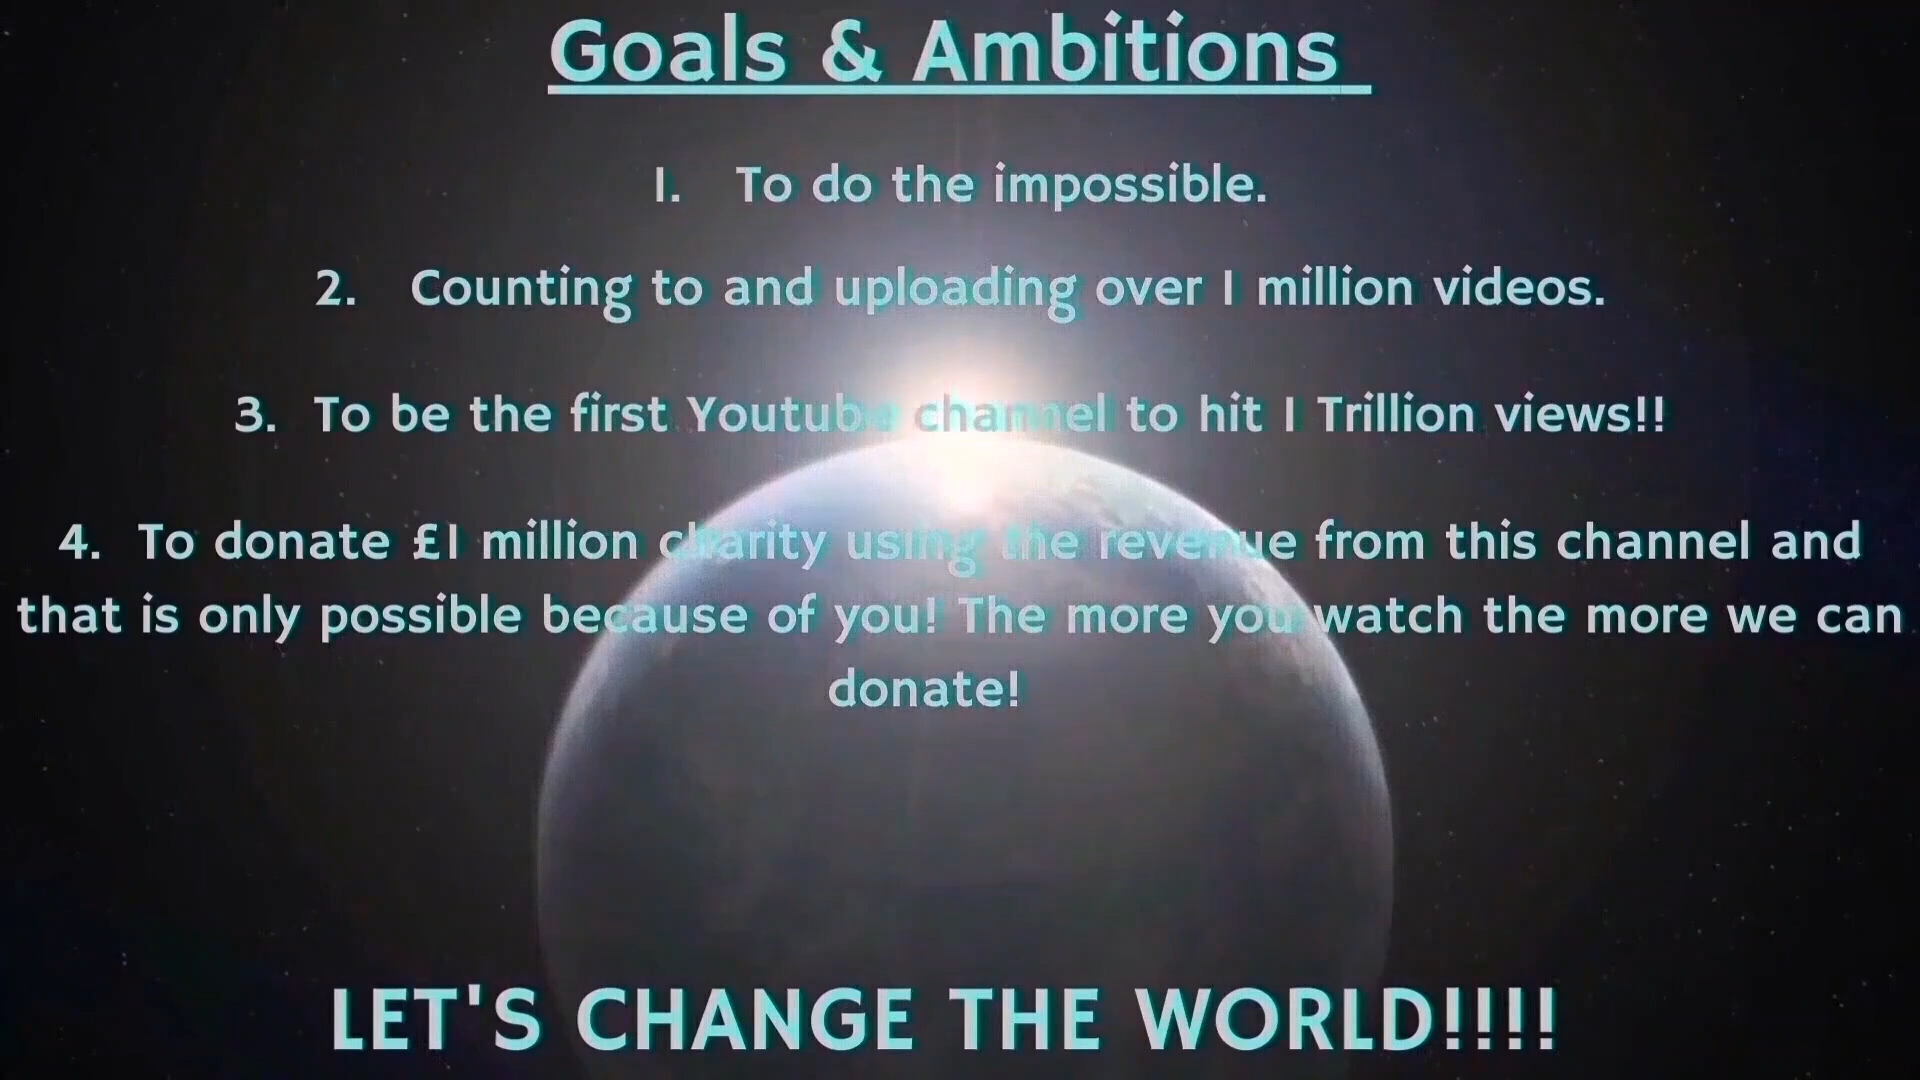 Goals & Ambitions
1. To do the impossible.
2. Counting to and uploading over 1 million videos.
3. To be the first Youtube channel to hit 1 Trillion views!!
4. To donate £1 million charity using the revenue from this channel and
that is only possible because of you! The more you watch the more we can
donate!
LET'S CHANGE THE WORLD!!!!